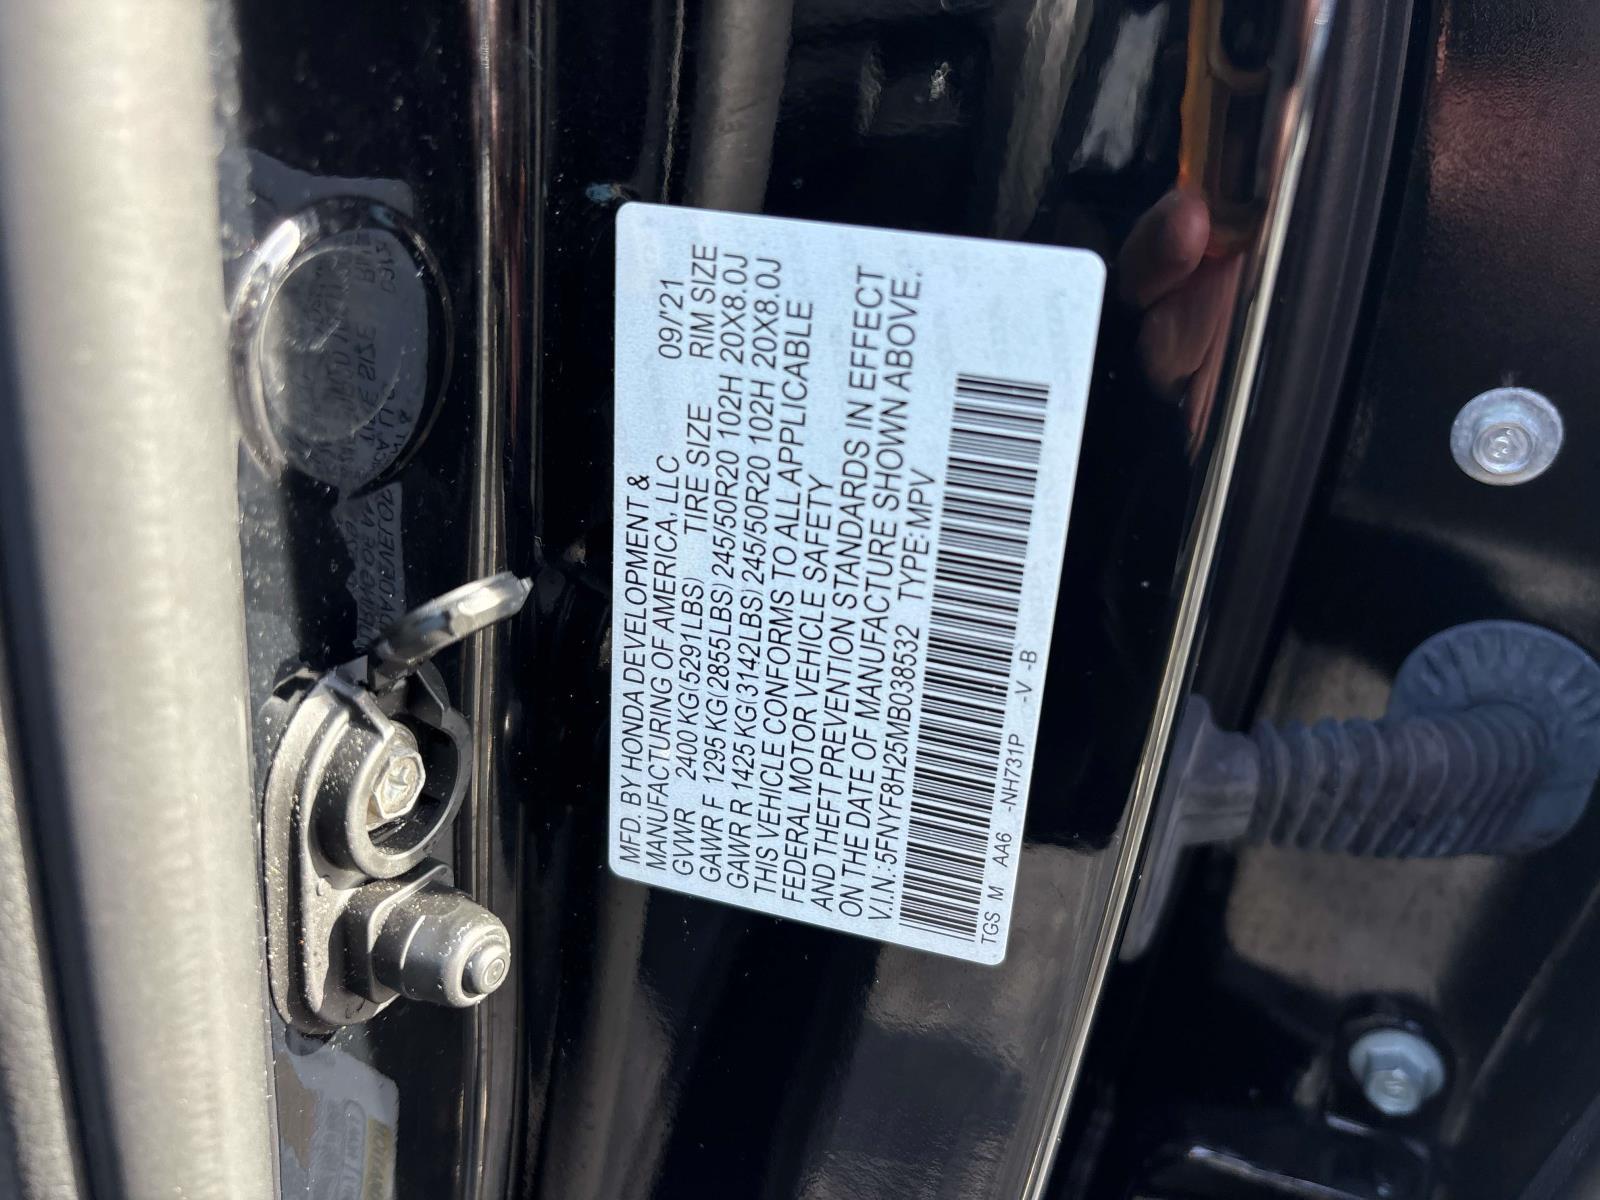 MFD. BY HONDA DEVELOPMENT &
MANUFACTURING OF AMERICA, LLC 09/'21
GVWR 2400 KG(5291LBS) TIRE SIZE RIM SIZE
GAWR F 1295 KG(2855LBS) 245/50R20 102H 20X8.0J
GAWR R 1425 KG(3142LBS) 245/50R20 102H 20X8.0J
THIS VEHICLE CONFORMS TO ALL APPLICABLE
FEDERAL MOTOR VEHICLE SAFETY
AND THEFT PREVENTION STANDARDS IN EFFECT
ON THE DATE OF MANUFACTURE SHOWN ABOVE.
V.I.N.:5FNYF8H25MB038532 TYPE:MPV
TGS M AA6 -NH731P -V -B